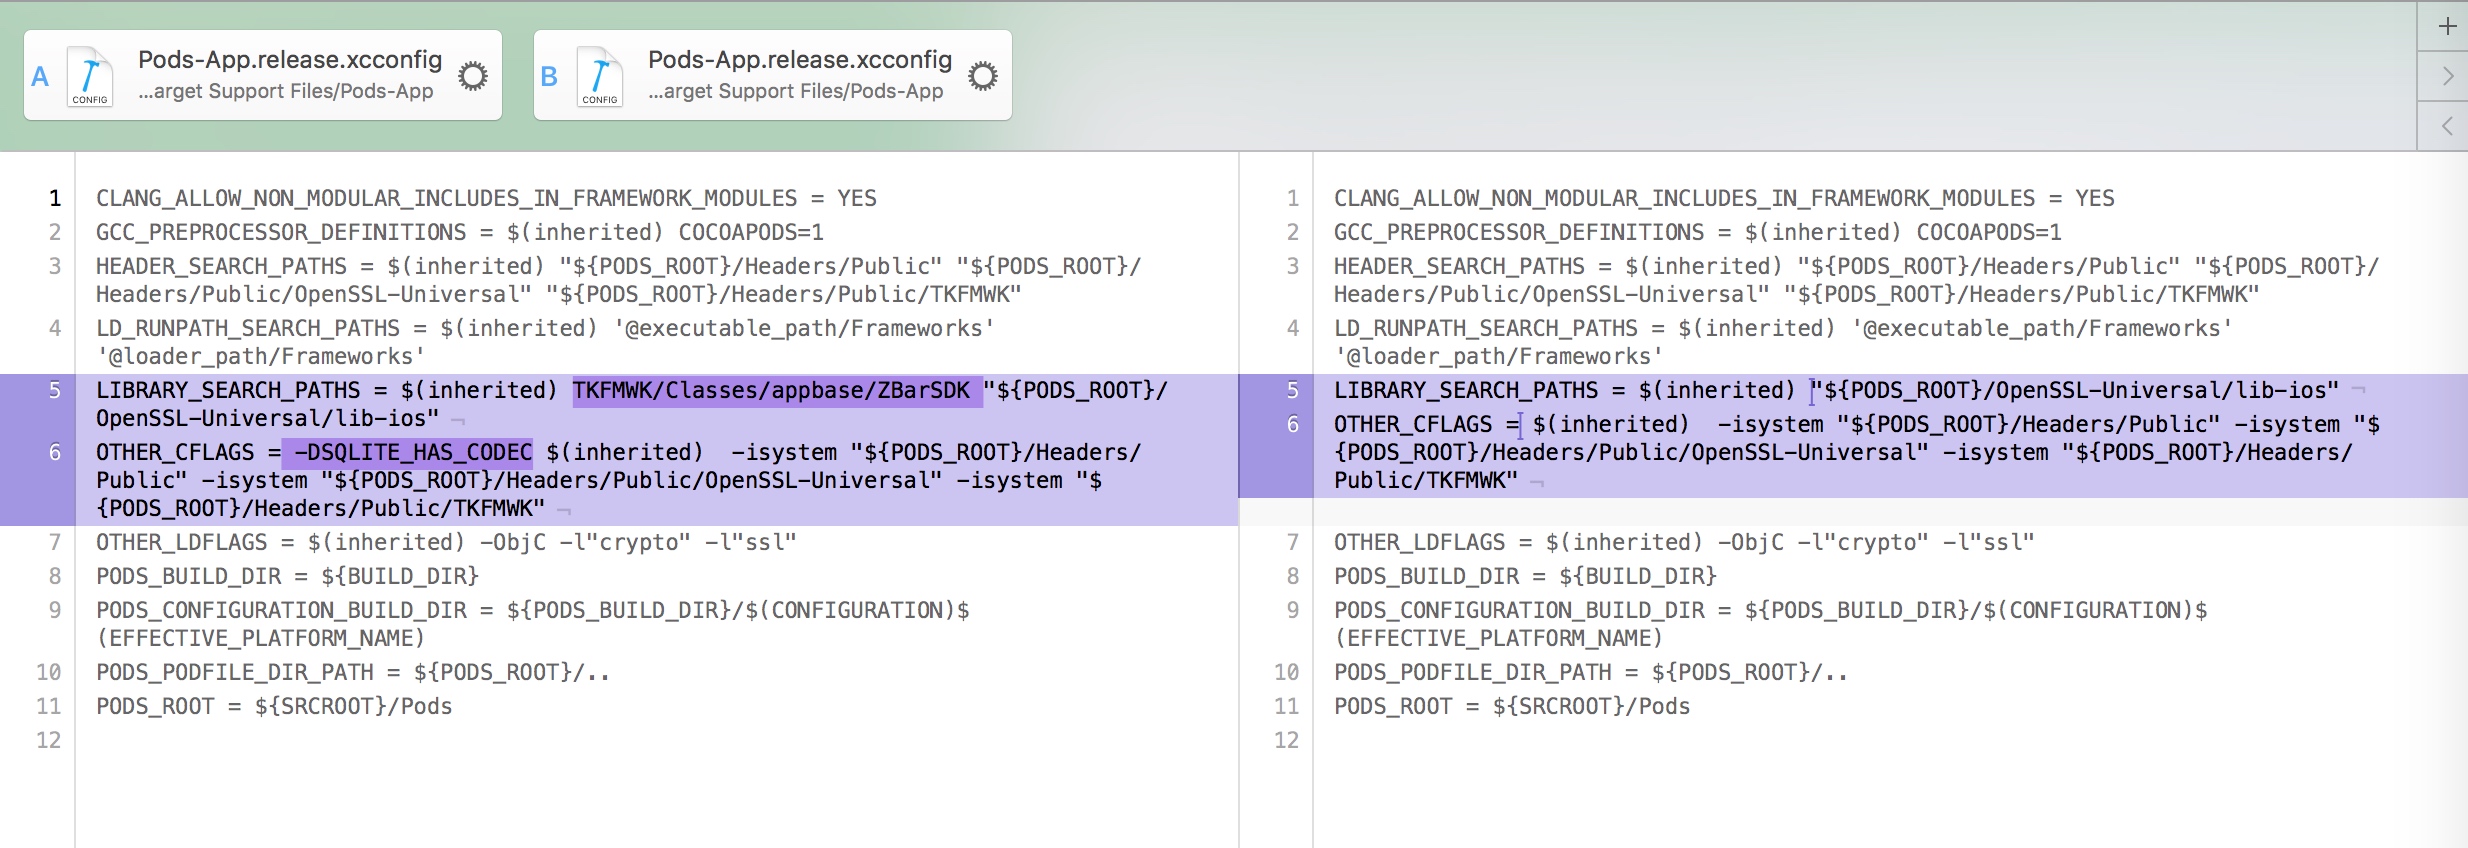 A
CONFIG
Pods-App.release.xcconfig
...arget Support Files/Pods-App
B
CONFIG
Pods-App.release.xcconfig
...arget Support Files/Pods-App
1 CLANG_ALLOW_NON_MODULAR_INCLUDES_IN_FRAMEWORK_MODULES = YES
2 GCC_PREPROCESSOR_DEFINITIONS = $(inherited) COCOAPODS=1
3 HEADER_SEARCH_PATHS = $(inherited) "${PODS_ROOT}/Headers/Public" "${PODS_ROOT}/
Headers/Public/OpenSSL-Universal" "${PODS_ROOT}/Headers/Public/TKFMWK"
4 LD_RUNPATH_SEARCH_PATHS = $(inherited) '@executable_path/Frameworks'
'@loader_path/Frameworks'
5 LIBRARY_SEARCH_PATHS = $(inherited) TKFMWK/Classes/appbase/ZBarSDK "${PODS_ROOT}/
OpenSSL-Universal/lib-ios" ¬
6 OTHER_CFLAGS = -DSQLITE_HAS_CODEC $(inherited)  -isystem "${PODS_ROOT}/Headers/
Public" -isystem "${PODS_ROOT}/Headers/Public/OpenSSL-Universal" -isystem "$
{PODS_ROOT}/Headers/Public/TKFMWK" ¬
7 OTHER_LDFLAGS = $(inherited) -ObjC -l"crypto" -l"ssl"
8 PODS_BUILD_DIR = ${BUILD_DIR}
9 PODS_CONFIGURATION_BUILD_DIR = ${PODS_BUILD_DIR}/$(CONFIGURATION)$
(EFFECTIVE_PLATFORM_NAME)
10 PODS_PODFILE_DIR_PATH = ${PODS_ROOT}/..
11 PODS_ROOT = ${SRCROOT}/Pods
12
1 CLANG_ALLOW_NON_MODULAR_INCLUDES_IN_FRAMEWORK_MODULES = YES
2 GCC_PREPROCESSOR_DEFINITIONS = $(inherited) COCOAPODS=1
3 HEADER_SEARCH_PATHS = $(inherited) "${PODS_ROOT}/Headers/Public" "${PODS_ROOT}/
Headers/Public/OpenSSL-Universal" "${PODS_ROOT}/Headers/Public/TKFMWK"
4 LD_RUNPATH_SEARCH_PATHS = $(inherited) '@executable_path/Frameworks'
'@loader_path/Frameworks'
5 LIBRARY_SEARCH_PATHS = $(inherited) "${PODS_ROOT}/OpenSSL-Universal/lib-ios" ¬
6 OTHER_CFLAGS = $(inherited)  -isystem "${PODS_ROOT}/Headers/Public" -isystem "$
{PODS_ROOT}/Headers/Public/OpenSSL-Universal" -isystem "${PODS_ROOT}/Headers/
Public/TKFMWK" ¬
7 OTHER_LDFLAGS = $(inherited) -ObjC -l"crypto" -l"ssl"
8 PODS_BUILD_DIR = ${BUILD_DIR}
9 PODS_CONFIGURATION_BUILD_DIR = ${PODS_BUILD_DIR}/$(CONFIGURATION)$
(EFFECTIVE_PLATFORM_NAME)
10 PODS_PODFILE_DIR_PATH = ${PODS_ROOT}/..
11 PODS_ROOT = ${SRCROOT}/Pods
12